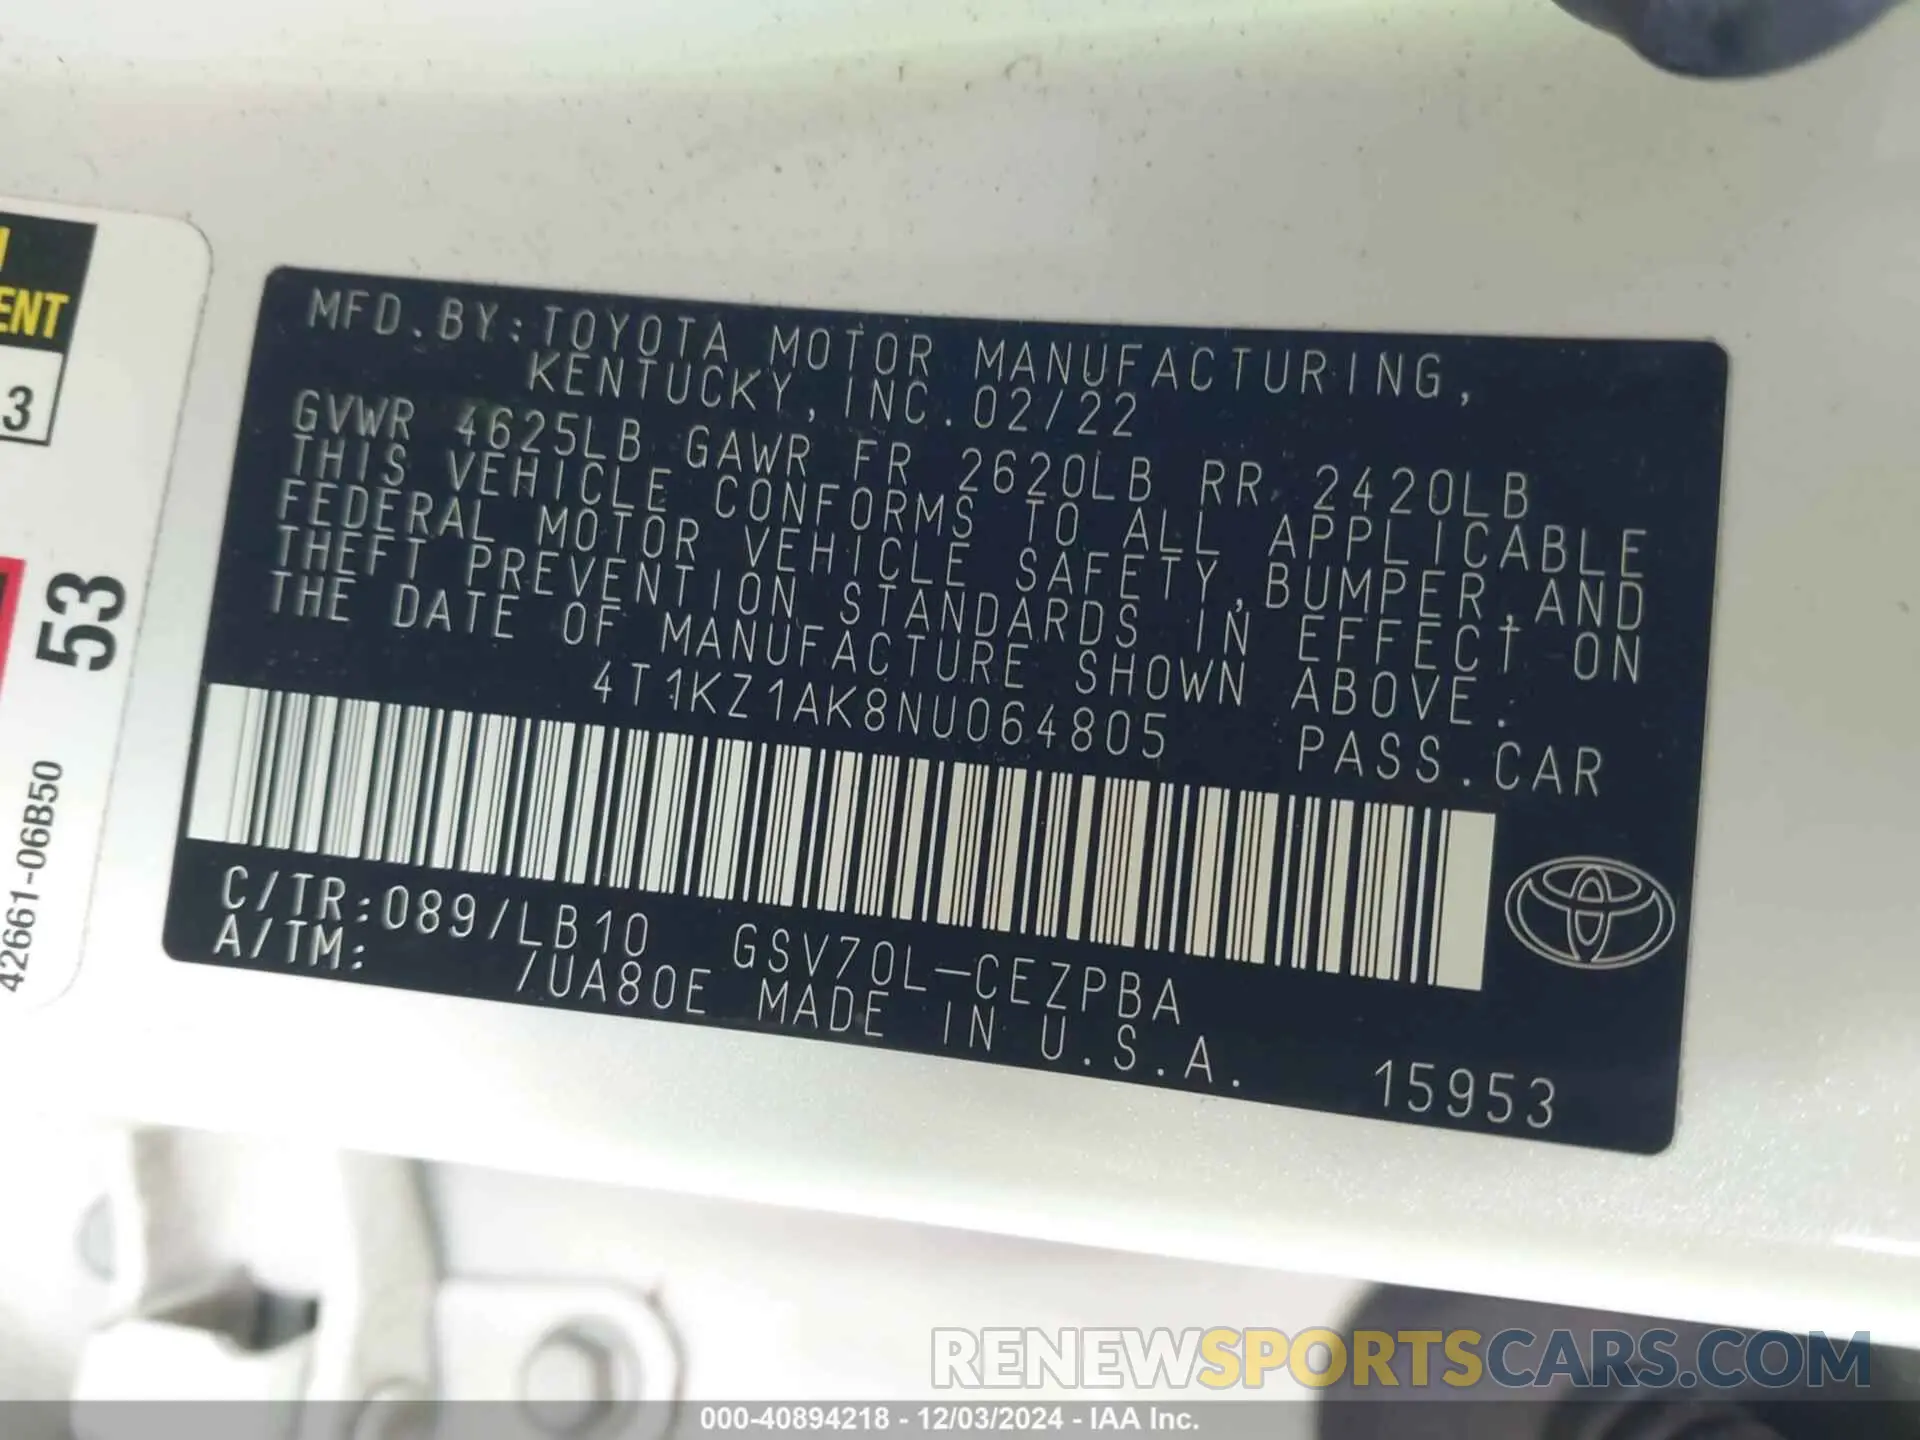 ENT
3
53
42661-06B50
MFD.BY:TOYOTA MOTOR MANUFACTURING,
KENTUCKY,INC.02/22
GVWR 4625LB GAWR FR 2620LB RR 2420LB
THIS VEHICLE CONFORMS TO ALL APPLICABLE
FEDERAL MOTOR VEHICLE SAFETY,BUMPER,AND
THEFT PREVENTION STANDARDS IN EFFECT ON
THE DATE OF MANUFACTURE SHOWN ABOVE.
4T1KZ1AK8NU064805 PASS.CAR
C/TR:089/LB10 GSV70L-CEZPBA
A/TM: /UA80E MADE IN U.S.A.
15953
RENEWSPORTSCARS.COM
000-40894218 - 12/03/2024 - IAA Inc.